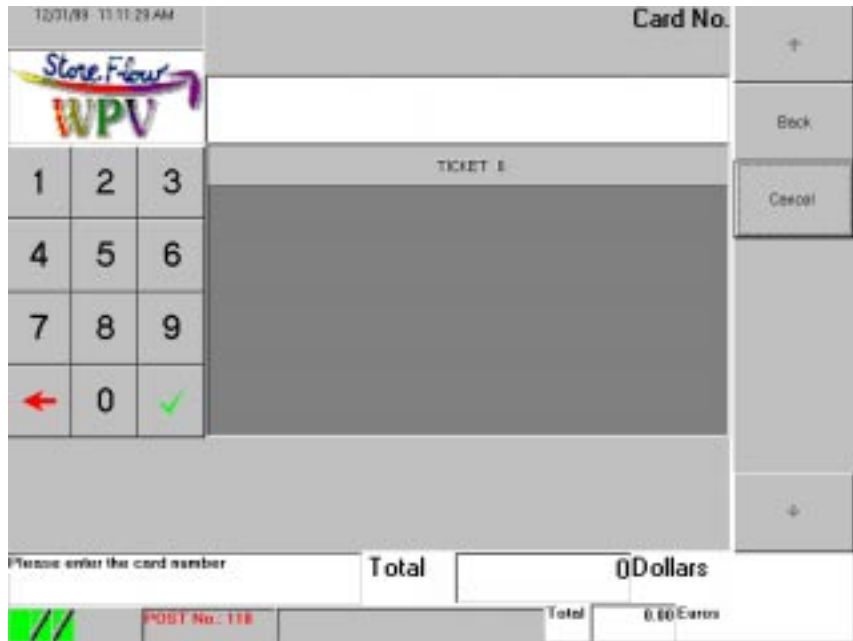 12/31/99 11:11:29 AM
Card No.
Store Flow
WPV
Back
TICKET 0
Cancel
1 2 3
4 5 6
7 8 9
0
Please enter the card number
Total 0 Dollars
POST No.: 118
Total 0.00 Euros